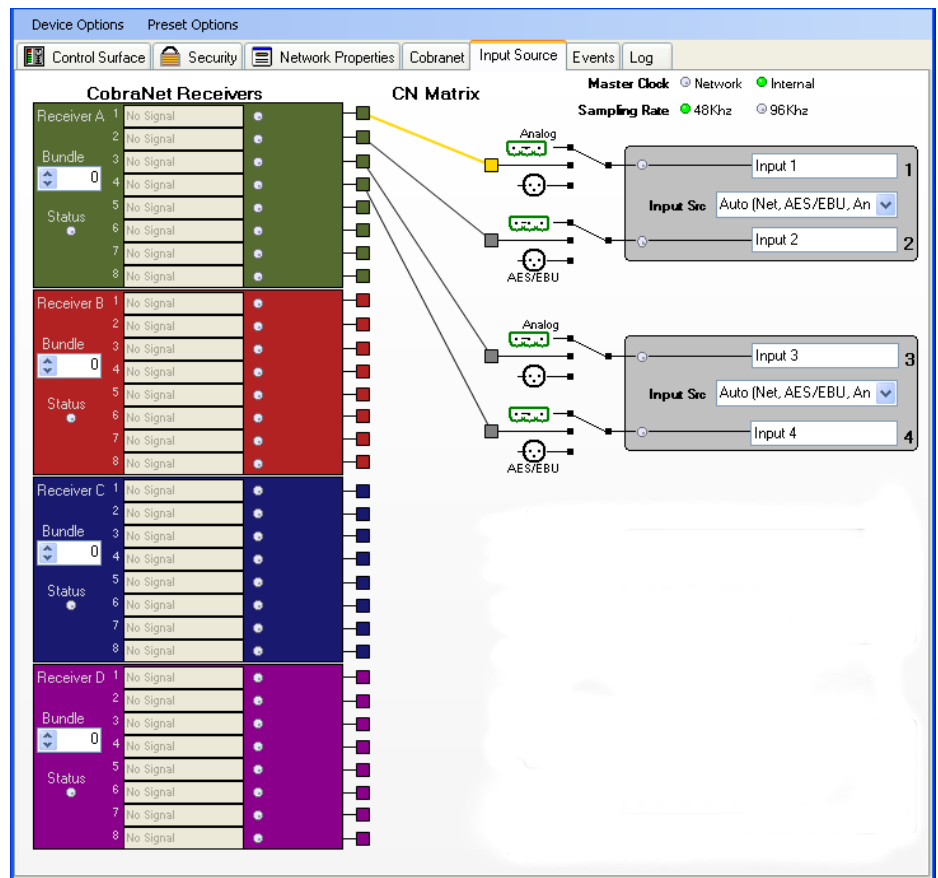 Device Options Preset Options
Control Surface Security Network Properties Cobranet Input Source Events Log
Master Clock Network Internal
Sampling Rate 48Khz 96Khz
CobraNet Receivers
CN Matrix
Receiver A
Bundle
0
Status
1 No Signal
2 No Signal
3 No Signal
4 No Signal
5 No Signal
6 No Signal
7 No Signal
8 No Signal
Receiver B
Bundle
0
Status
1 No Signal
2 No Signal
3 No Signal
4 No Signal
5 No Signal
6 No Signal
7 No Signal
8 No Signal
Receiver C
Bundle
0
Status
1 No Signal
2 No Signal
3 No Signal
4 No Signal
5 No Signal
6 No Signal
7 No Signal
8 No Signal
Receiver D
Bundle
0
Status
1 No Signal
2 No Signal
3 No Signal
4 No Signal
5 No Signal
6 No Signal
7 No Signal
8 No Signal
Analog
AES/EBU
Input 1 1
Input Src Auto (Net, AES/EBU, An
Input 2 2
Analog
AES/EBU
Input 3 3
Input Src Auto (Net, AES/EBU, An
Input 4 4